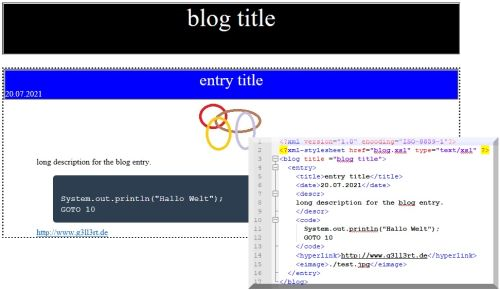 blog title
entry title
20.07.2021
long description for the blog entry.
System.out.println("Hallo Welt");
GOTO 10
http://www.g3ll3rt.de
1 <?xml version="1.0" encoding="ISO-8859-1"?>
2 <?xml-stylesheet href="blog.xsl" type="text/xsl" ?>
3 <blog title ="blog title">
4 <entry>
5 <title>entry title</title>
6 <date>20.07.2021</date>
7 <descr>
8 long description for the blog entry.
9 </descr>
10 <code>
11 System.out.println("Hallo Welt");
12 GOTO 10
13 </code>
14 <hyperlink>http://www.g3ll3rt.de</hyperlink>
15 <eimage>./test.jpg</eimage>
16 </entry>
17 </blog>